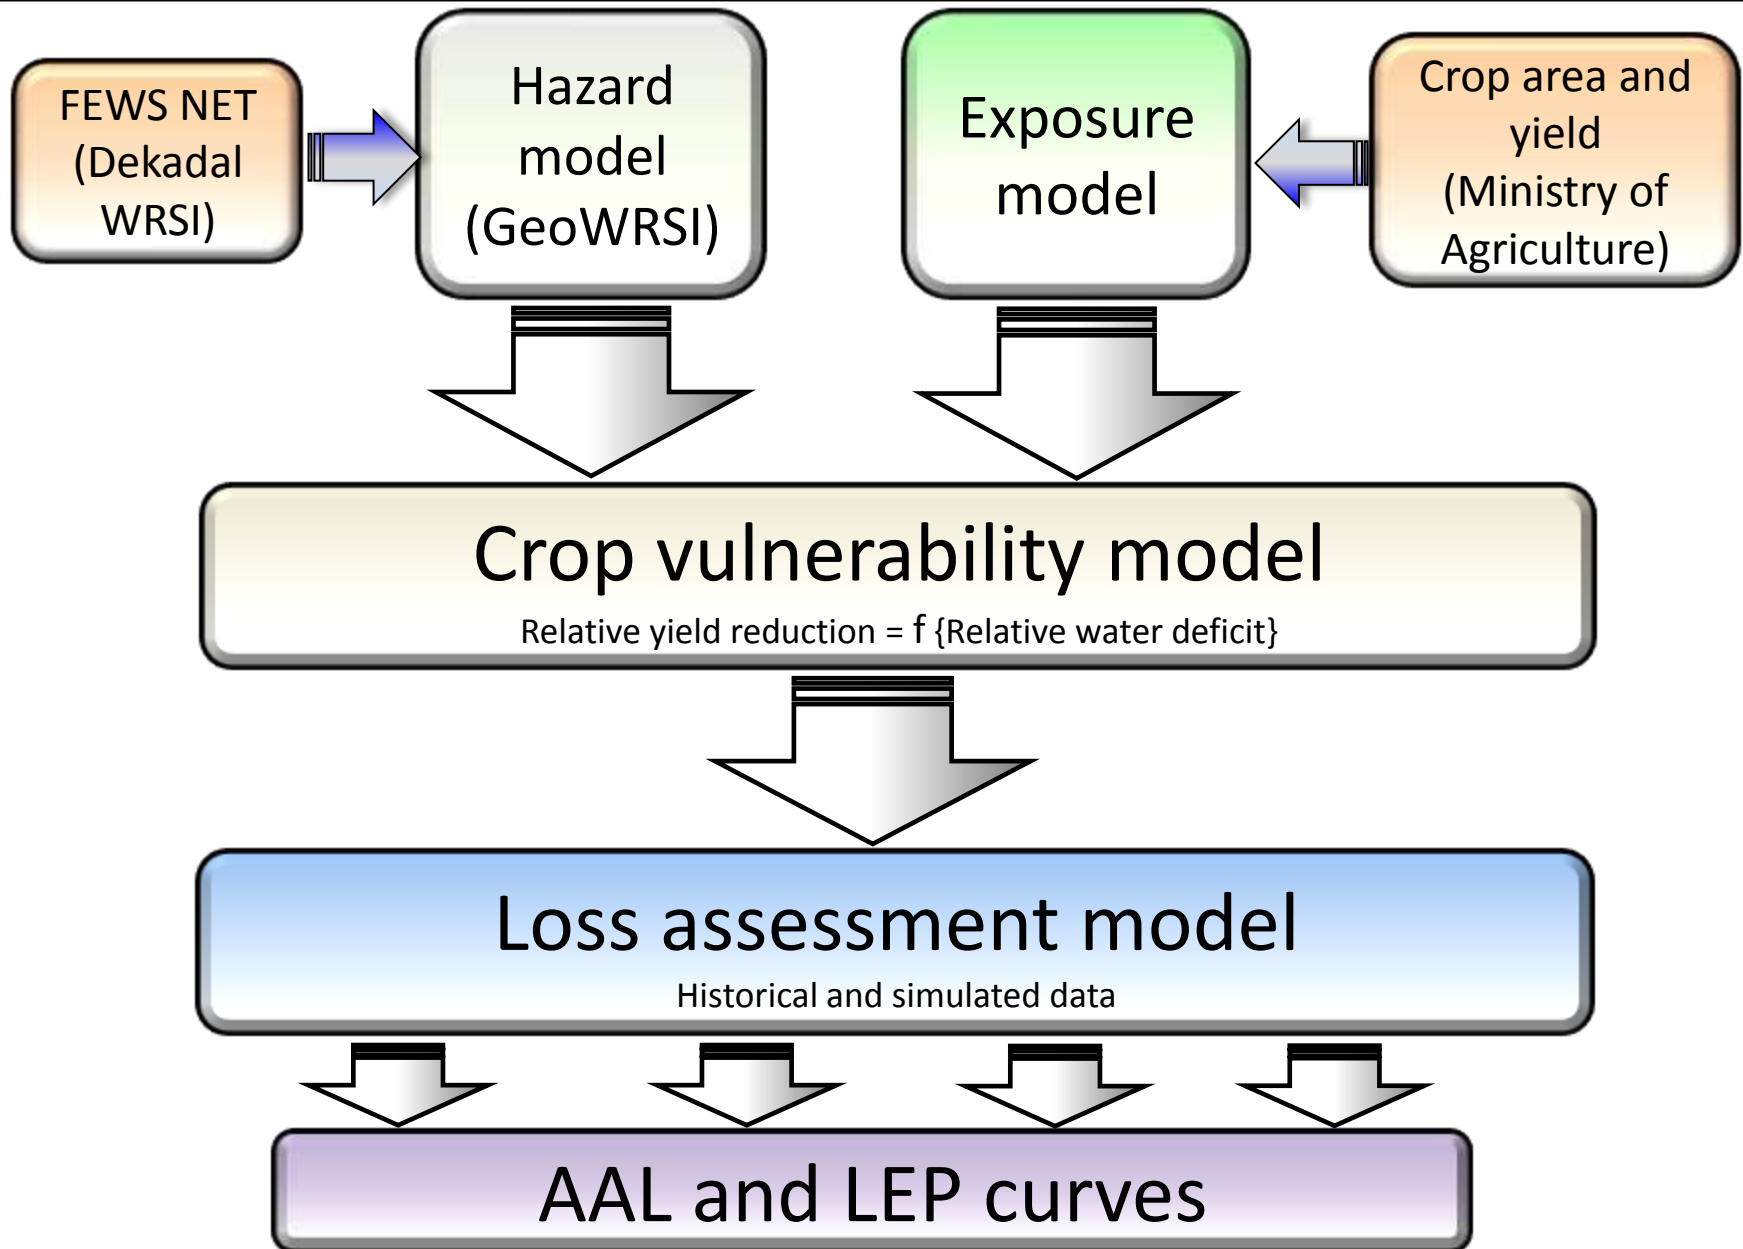 FEWS NET
(Dekadal
WRSI)
Hazard
model
(GeoWRSI)
Exposure
model
Crop area and
yield
(Ministry of
Agriculture)
Crop vulnerability model
Relative yield reduction = f {Relative water deficit}
Loss assessment model
Historical and simulated data
AAL and LEP curves